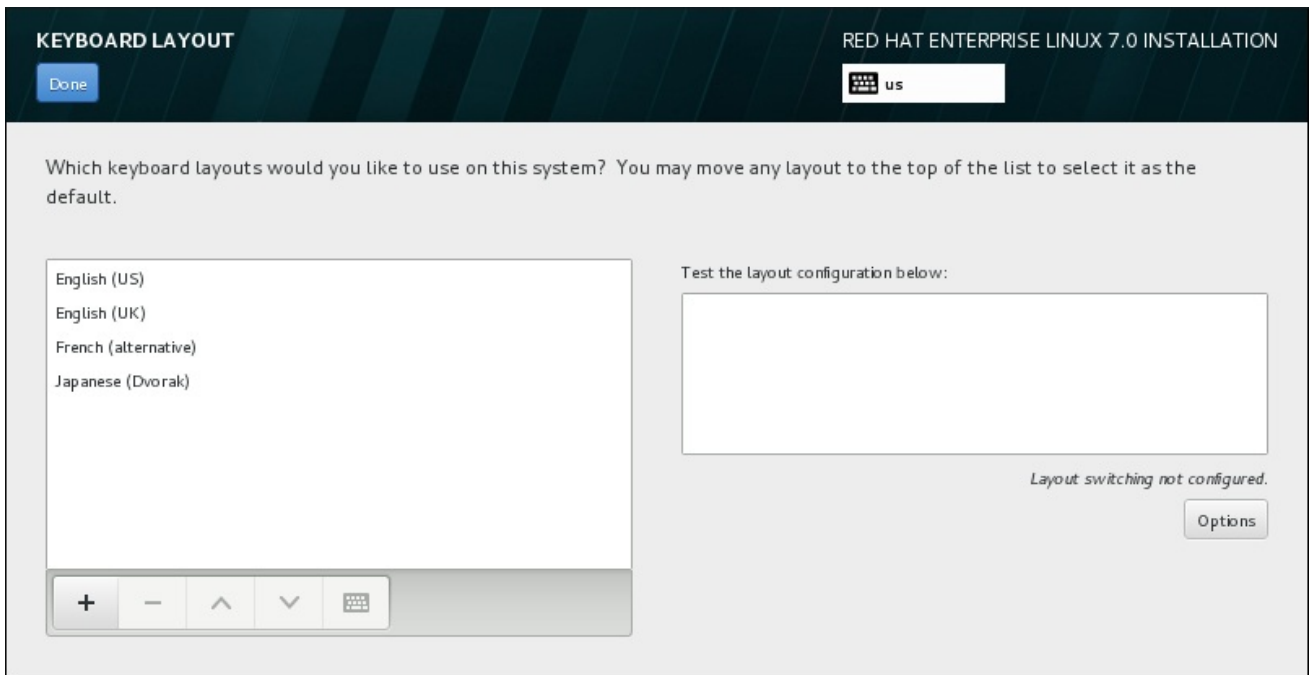 KEYBOARD LAYOUT
RED HAT ENTERPRISE LINUX 7.0 INSTALLATION
Done
us
Which keyboard layouts would you like to use on this system? You may move any layout to the top of the list to select it as the
default.
English (US)
English (UK)
French (alternative)
Japanese (Dvorak)
Test the layout configuration below:
Layout switching not configured.
Options